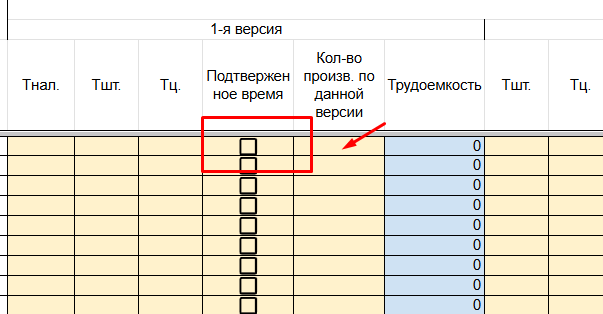 1-я версия
Тнал.
Тшт.
Тц.
Подтвержен
ное время
Кол-во
произв. по
данной
версии
Трудоемкость
Тшт.
Тц.
0
0
0
0
0
0
0
0
0